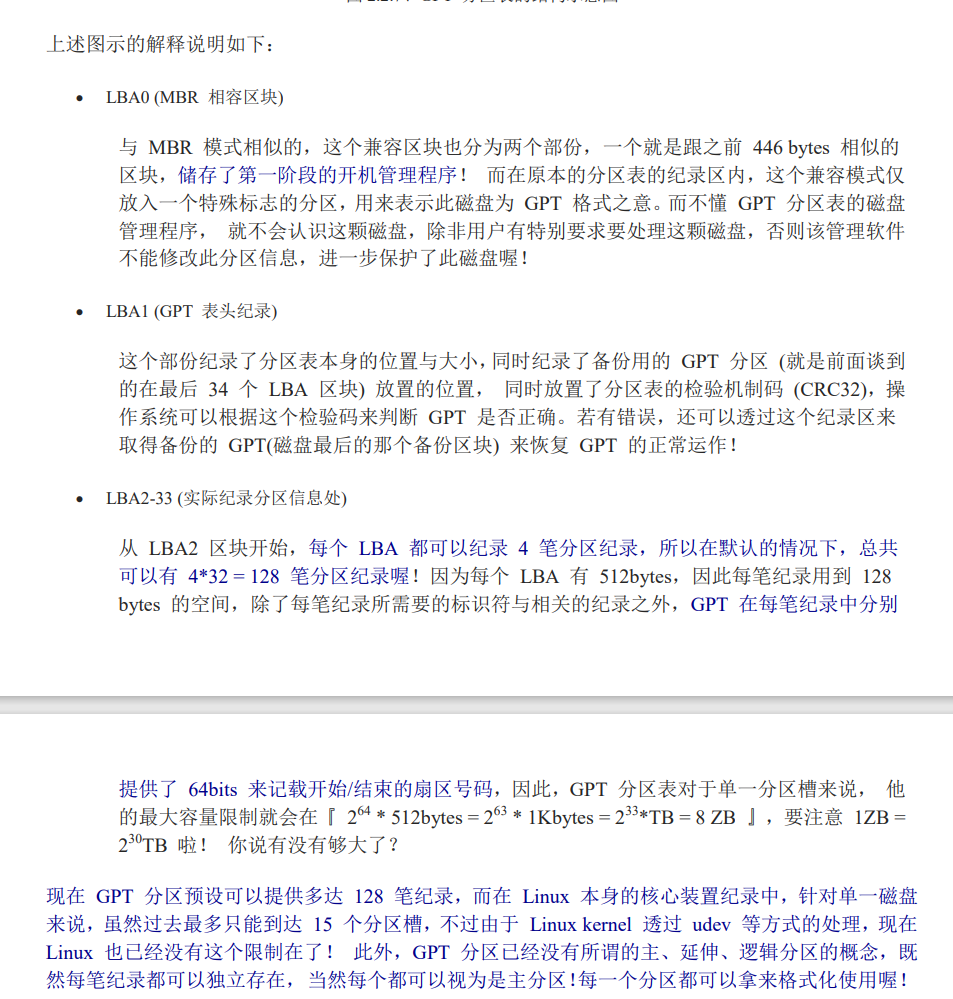 上述图示的解释说明如下：
• LBA0 (MBR 相容区块)
与 MBR 模式相似的，这个兼容区块也分为两个部份，一个就是跟之前 446 bytes 相似的
区块，储存了第一阶段的开机管理程序！ 而在原本的分区表的纪录区内，这个兼容模式仅
放入一个特殊标志的分区，用来表示此磁盘为 GPT 格式之意。而不懂 GPT 分区表的磁盘
管理程序， 就不会认识这颗磁盘，除非用户有特别要求要处理这颗磁盘，否则该管理软件
不能修改此分区信息，进一步保护了此磁盘喔！
• LBA1 (GPT 表头纪录)
这个部份纪录了分区表本身的位置与大小，同时纪录了备份用的 GPT 分区 (就是前面谈到
的在最后 34 个 LBA 区块) 放置的位置， 同时放置了分区表的检验机制码 (CRC32)，操
作系统可以根据这个检验码来判断 GPT 是否正确。若有错误，还可以透过这个纪录区来
取得备份的 GPT(磁盘最后的那个备份区块) 来恢复 GPT 的正常运作！
• LBA2-33 (实际纪录分区信息处)
从 LBA2 区块开始，每个 LBA 都可以纪录 4 笔分区纪录，所以在默认的情况下，总共
可以有 4*32 = 128 笔分区纪录喔！因为每个 LBA 有 512bytes，因此每笔纪录用到 128
bytes 的空间，除了每笔纪录所需要的标识符与相关的纪录之外，GPT 在每笔纪录中分别
提供了 64bits 来记载开始/结束的扇区号码，因此，GPT 分区表对于单一分区槽来说， 他
的最大容量限制就会在『 2⁶⁴ * 512bytes = 2⁶³ * 1Kbytes = 2³³*TB = 8 ZB 』，要注意 1ZB =
2³⁰TB 啦！ 你说有没有够大了？
现在 GPT 分区预设可以提供多达 128 笔纪录，而在 Linux 本身的核心装置纪录中，针对单一磁盘
来说，虽然过去最多只能到达 15 个分区槽，不过由于 Linux kernel 透过 udev 等方式的处理，现在
Linux 也已经没有这个限制在了！ 此外，GPT 分区已经没有所谓的主、延伸、逻辑分区的概念，既
然每笔纪录都可以独立存在，当然每个都可以视为是主分区！每一个分区都可以拿来格式化使用喔！